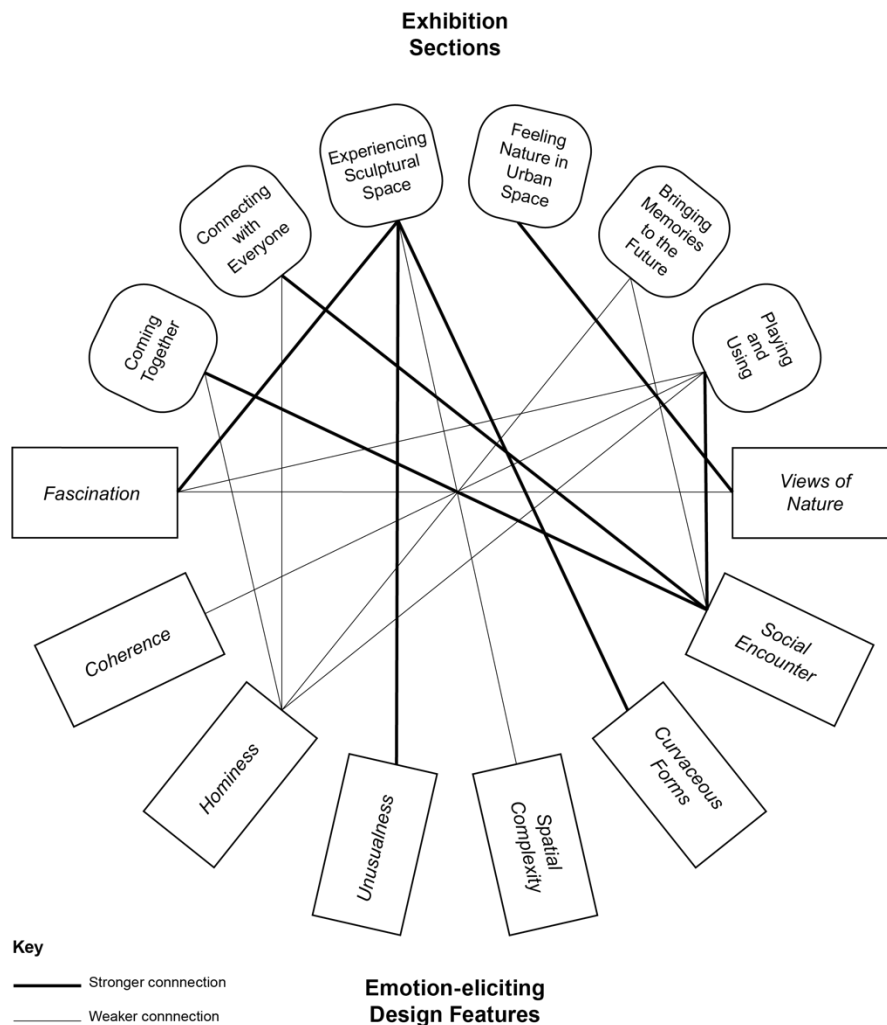 Exhibition
Sections
Experiencing
Sculptural
Space
Feeling
Nature in
Urban
Space
Connecting
with
Everyone
Bringing
Memories
to the
Future
Coming
Together
Playing
and
Using
Fascination
Views of
Nature
Coherence
Social
Encounter
Hominess
Curvaceous
Forms
Unusualness
Spatial
Complexity
Key
Stronger connnection
Weaker connnection
Emotion-eliciting
Design Features